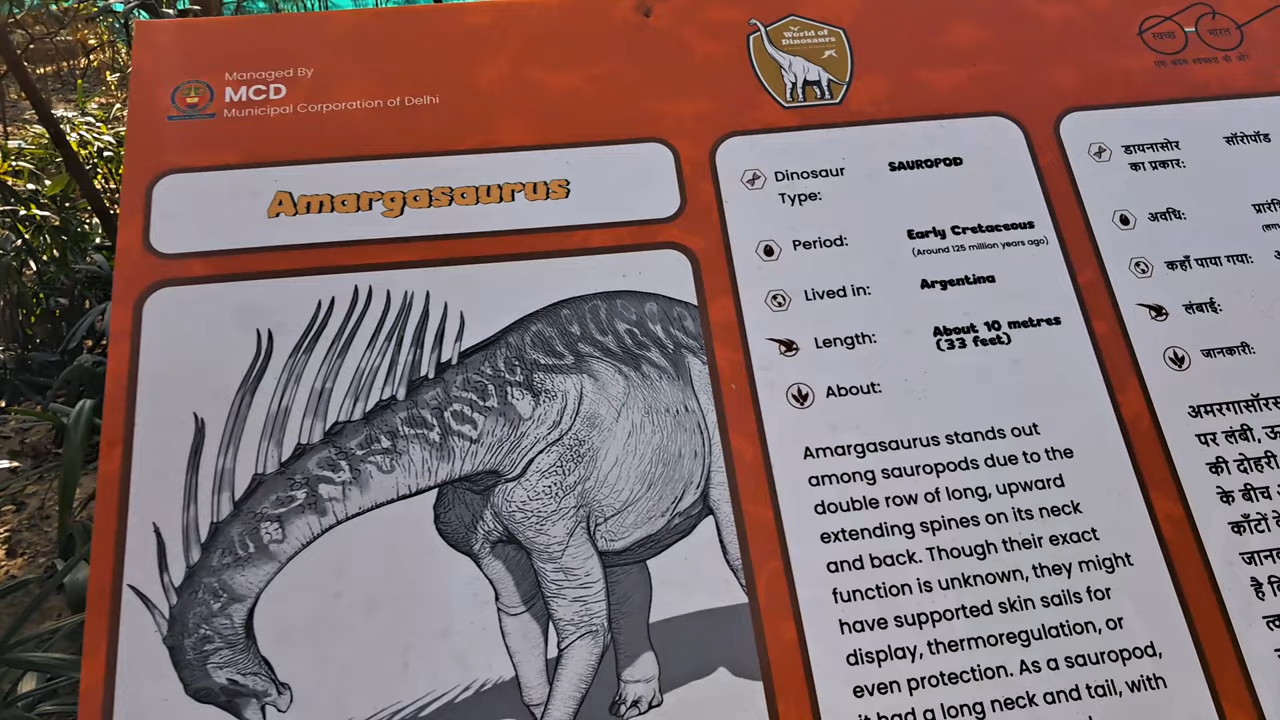 Managed By
MCD
Municipal Corporation of Delhi
World of
Dinosaurs
स्वच्छ भारत
एक कदम स्वच्छता की ओर
Amargasaurus
Dinosaur Type: SAUROPOD
Period: Early Cretaceous
(Around 125 million years ago)
Lived in: Argentina
Length: About 10 metres
(33 feet)
About:
Amargasaurus stands out
among sauropods due to the
double row of long, upward
extending spines on its neck
and back. Though their exact
function is unknown, they might
have supported skin sails for
display, thermoregulation, or
even protection. As a sauropod,
it had a long neck and tail, with
डायनासोर सॉरोपॉड
का प्रकार:
अवधि:
कहाँ पाया गया:
लंबाई:
जानकारी:
पर लंबी,
की दोहरी
के बीच